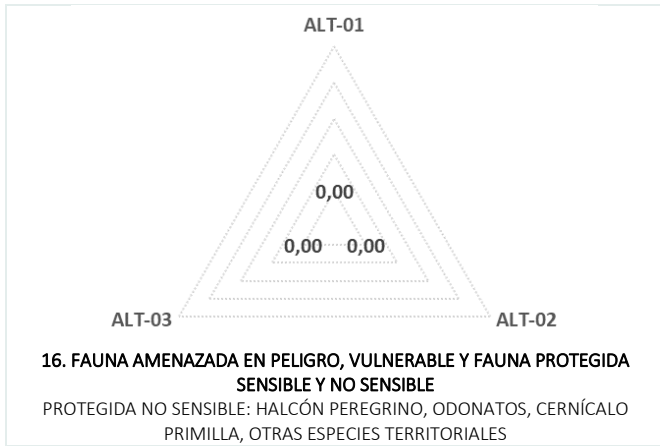 ALT-01
0,00
0,00 0,00
ALT-03 ALT-02
16. FAUNA AMENAZADA EN PELIGRO, VULNERABLE Y FAUNA PROTEGIDA
SENSIBLE Y NO SENSIBLE
PROTEGIDA NO SENSIBLE: HALCÓN PEREGRINO, ODONATOS, CERNÍCALO
PRIMILLA, OTRAS ESPECIES TERRITORIALES